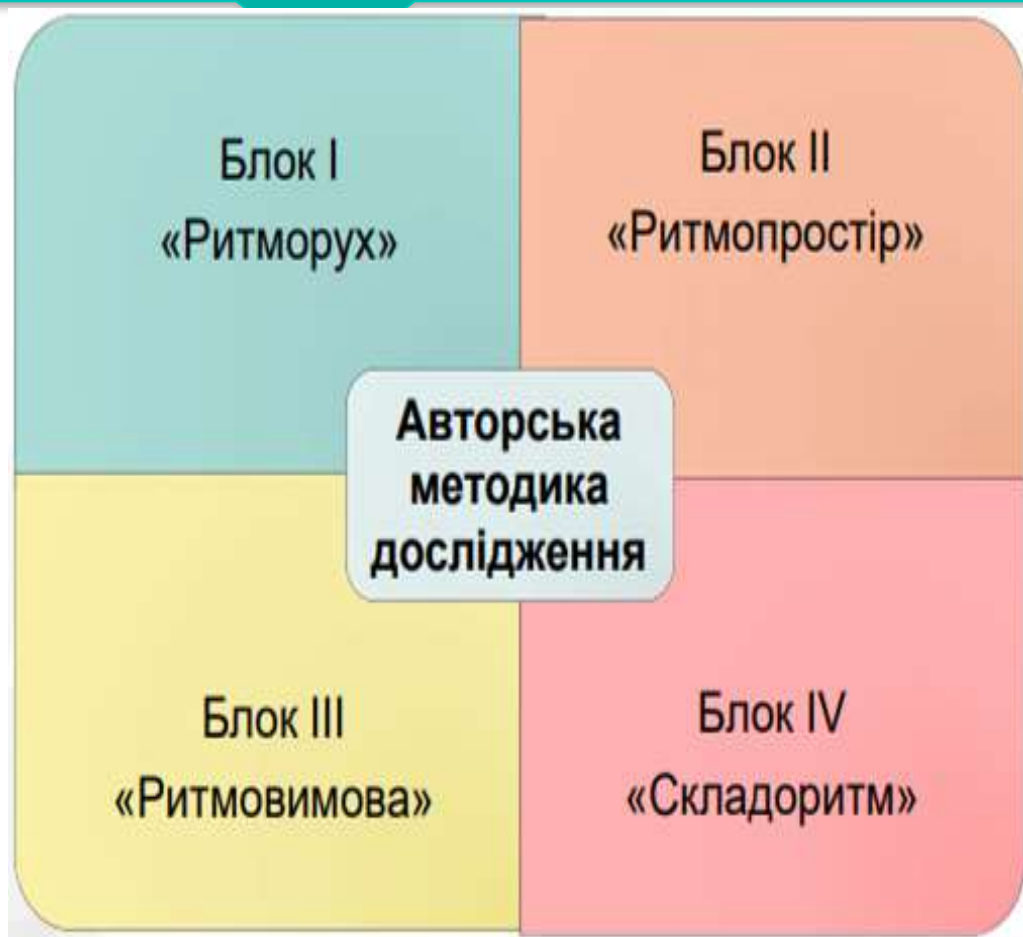 Блок I
«Ритморух»
Блок II
«Ритмопростір»
Авторська
методика
дослідження
Блок III
«Ритмовимова»
Блок IV
«Складоритм»